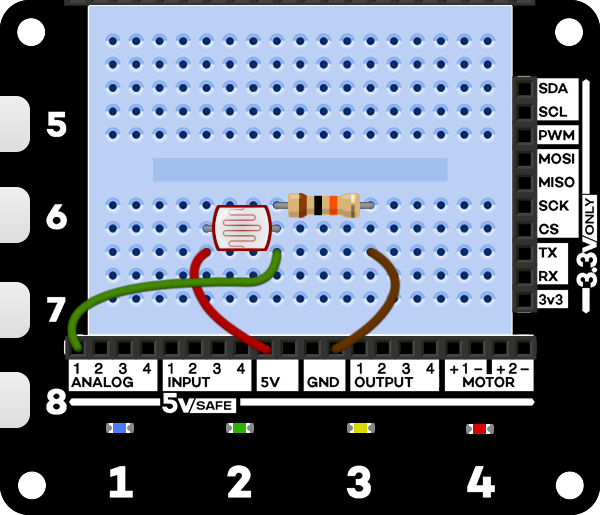 SDA
SCL
5
PWM
MOSI
MISO
6
SCK
CS
TX
RX
3v3
3.3V/ONLY
7
1 2 3 4 1 2 3 4 5V GND 1 2 3 4 +1- +2-
ANALOG INPUT OUTPUT MOTOR
8
5V/SAFE
1 2 3 4